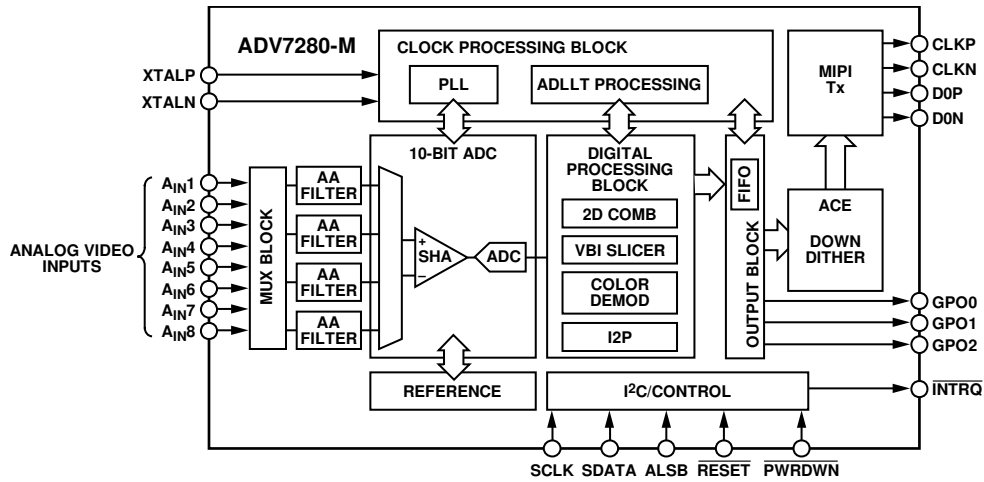 ADV7280-M
CLOCK PROCESSING BLOCK
PLL
ADLLT PROCESSING
XTALP
XTALN
MIPI
Tx
CLKP
CLKN
D0P
D0N
10-BIT ADC
DIGITAL
PROCESSING
BLOCK
2D COMB
VBI SLICER
COLOR
DEMOD
I2P
FIFO
OUTPUT BLOCK
ACE
DOWN
DITHER
ANALOG VIDEO
INPUTS
AIN1
AIN2
AIN3
AIN4
AIN5
AIN6
AIN7
AIN8
MUX BLOCK
AA
FILTER
AA
FILTER
AA
FILTER
AA
FILTER
+
SHA
–
ADC
REFERENCE
I2C/CONTROL
GPO0
GPO1
GPO2
INTRQ
SCLK
SDATA
ALSB
RESET
PWRDWN